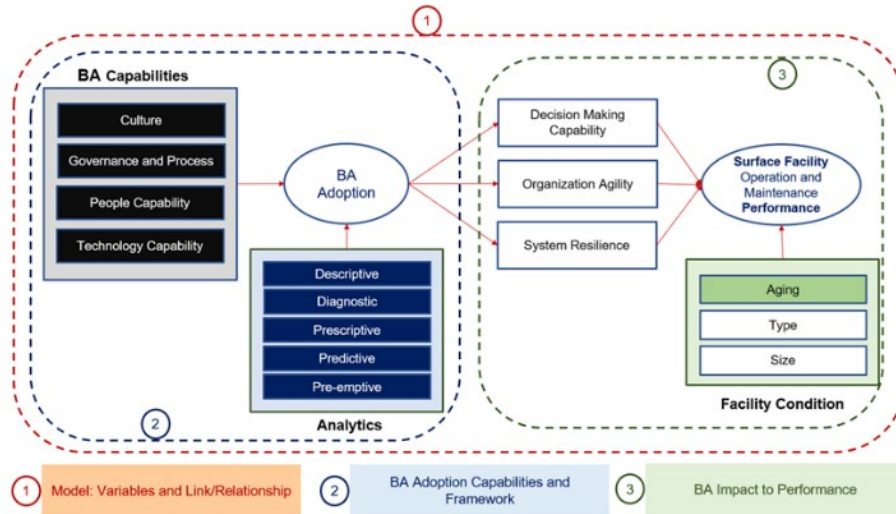 1
3
BA Capabilities
Culture
Governance and Process
People Capability
Technology Capability
BA
Adoption
Decision Making
Capability
Organization Agility
System Resilience
Surface Facility
Operation and
Maintenance
Performance
Descriptive
Diagnostic
Prescriptive
Predictive
Pre-emptive
Analytics
Aging
Type
Size
Facility Condition
2
1
Model: Variables and Link/Relationship
2
BA Adoption Capabilities and
Framework
3
BA Impact to Performance